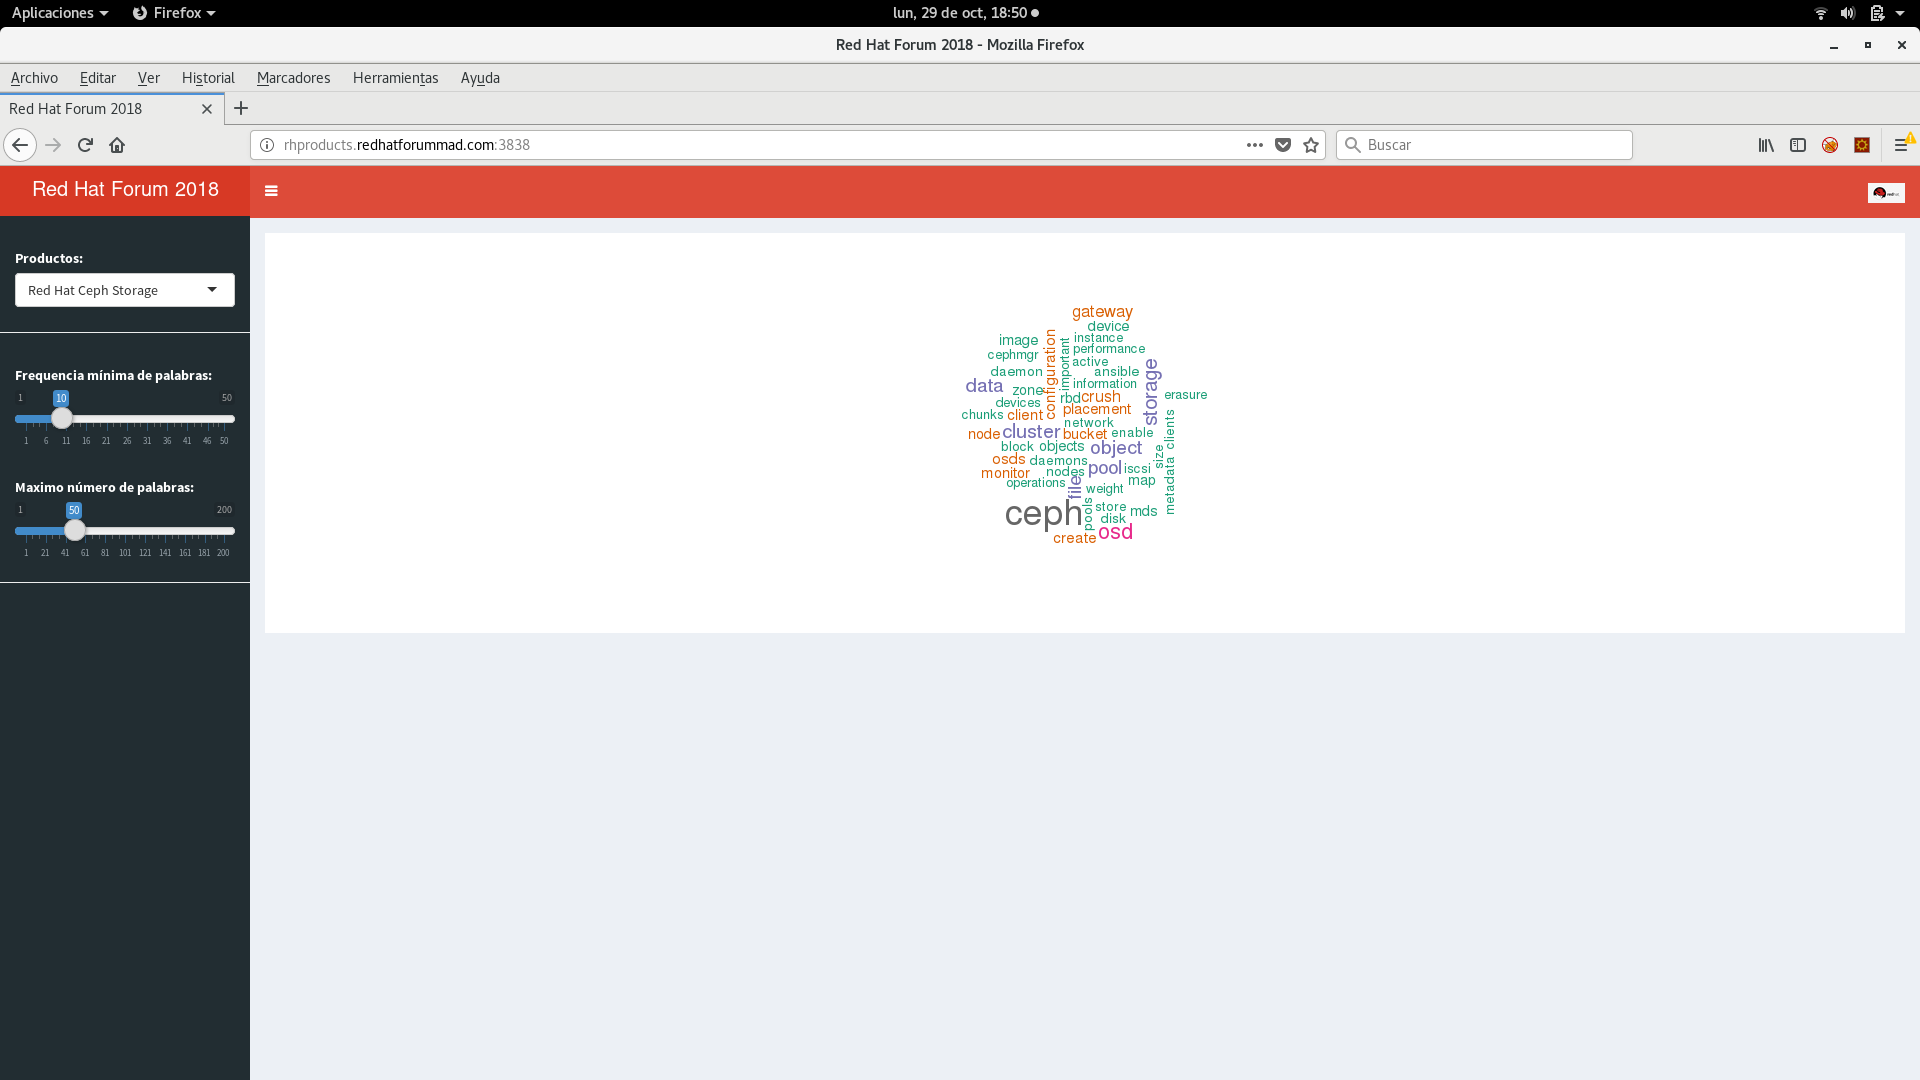 Aplicaciones Firefox lun, 29 de oct, 18:50
Red Hat Forum 2018 - Mozilla Firefox
Archivo Editar Ver Historial Marcadores Herramientas Ayuda
Red Hat Forum 2018
rhproducts.redhatforummad.com:3838 Buscar
Red Hat Forum 2018
Productos:
Red Hat Ceph Storage
Frequencia mínima de palabras:
1 10 50
1 6 11 16 21 26 31 36 41 46 50
Maximo número de palabras:
1 50 200
1 21 41 61 81 101 121 141 161 181 200
gateway
device
image
configuration
important
instance
cephmgr
performance
active
storage
daemon
ansible
data
zone
information
erasure
devices
rbd
crush
chunks
client
placement
clients
network
node
cluster
bucket
enable
block
objects
object
size
osds
daemons
pool
iscsi
metadata
monitor
nodes
map
operations
file
weight
ceph
pools
store
mds
disk
osd
create